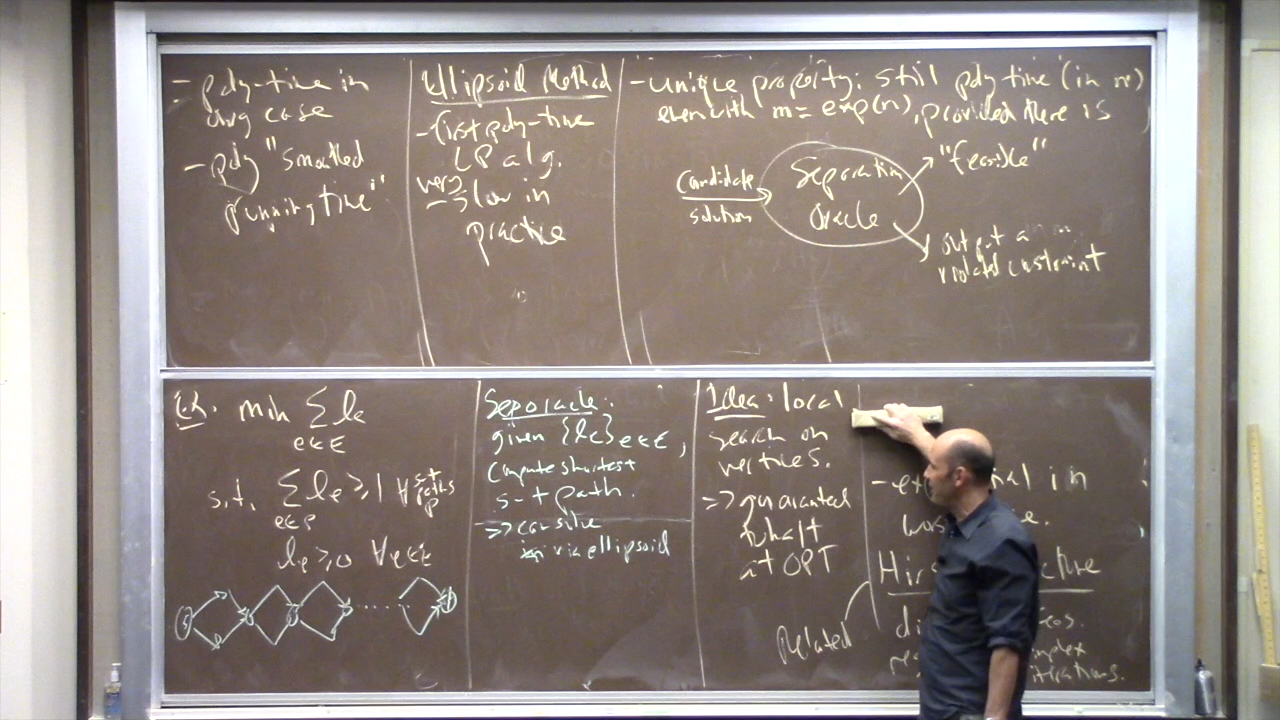 - poly-time in
avg case
- poly "smoothed
running time"
Ellipsoid Method
- first poly-time
LP alg.
- very slow in
practice
- unique property: still poly time (in n)
even with m = exp(n), provided there is
candidate
solution
Separation
Oracle
"feasible"
output a
violated constraint
Ex. min Σ ℓe
e∈E
s.t. Σ ℓe ≥ 1 ∀ s-t paths P
e∈P
ℓe ≥ 0 ∀ e∈E
s
t
Sep oracle:
given {ℓe}e∈E,
compute shortest
s-t path.
=> can solve
via ellipsoid
Idea: local
search on
vertices.
=> guaranteed
to halt
at OPT
Related
in